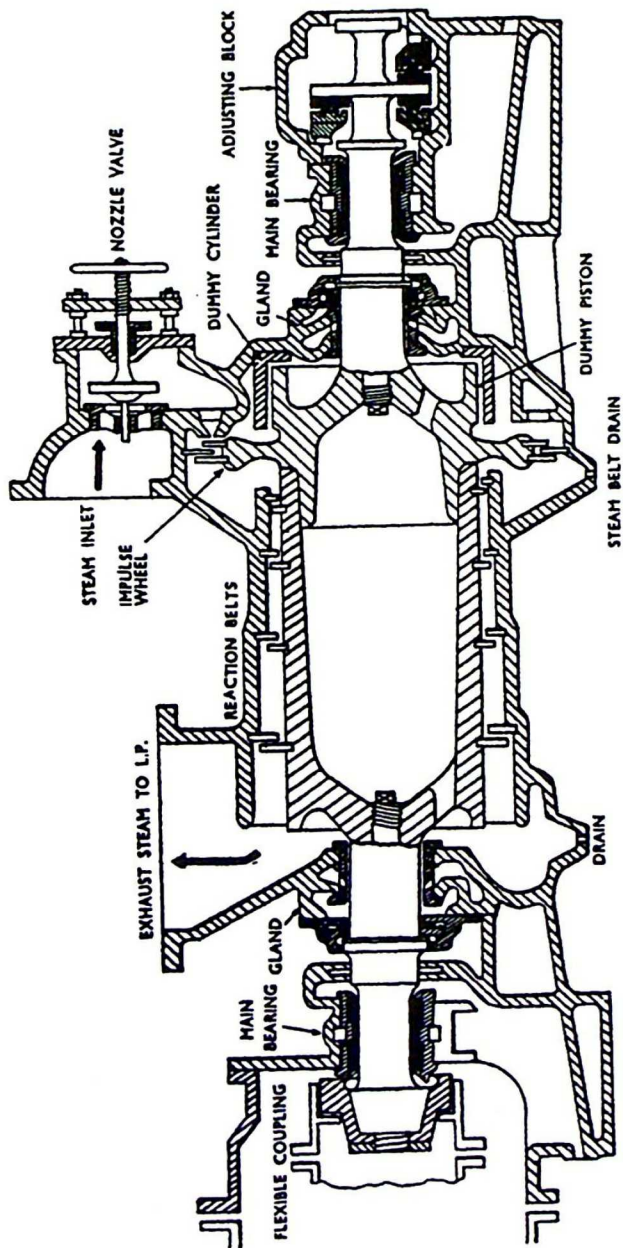 FLEXIBLE COUPLING
MAIN
BEARING
GLAND
EXHAUST STEAM TO L.P.
REACTION BELTS
IMPULSE
WHEEL
STEAM INLET
NOZZLE VALVE
DUMMY CYLINDER
GLAND
MAIN BEARING
ADJUSTING BLOCK
DRAIN
STEAM BELT DRAIN
DUMMY PISTON